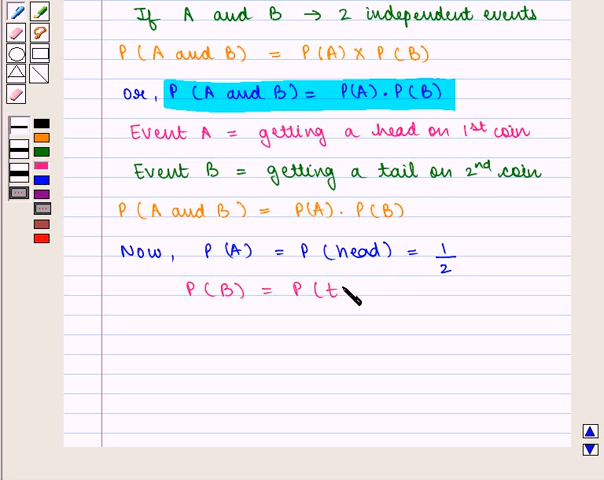 If A and B → 2 independent events
P (A and B) = P(A) × P(B)
or, P (A and B) = P(A) . P(B)
Event A = getting a head on 1st coin
Event B = getting a tail on 2nd coin
P (A and B) = P(A) . P(B)
Now, P (A) = P (head) = 1/2
P (B) = P (t